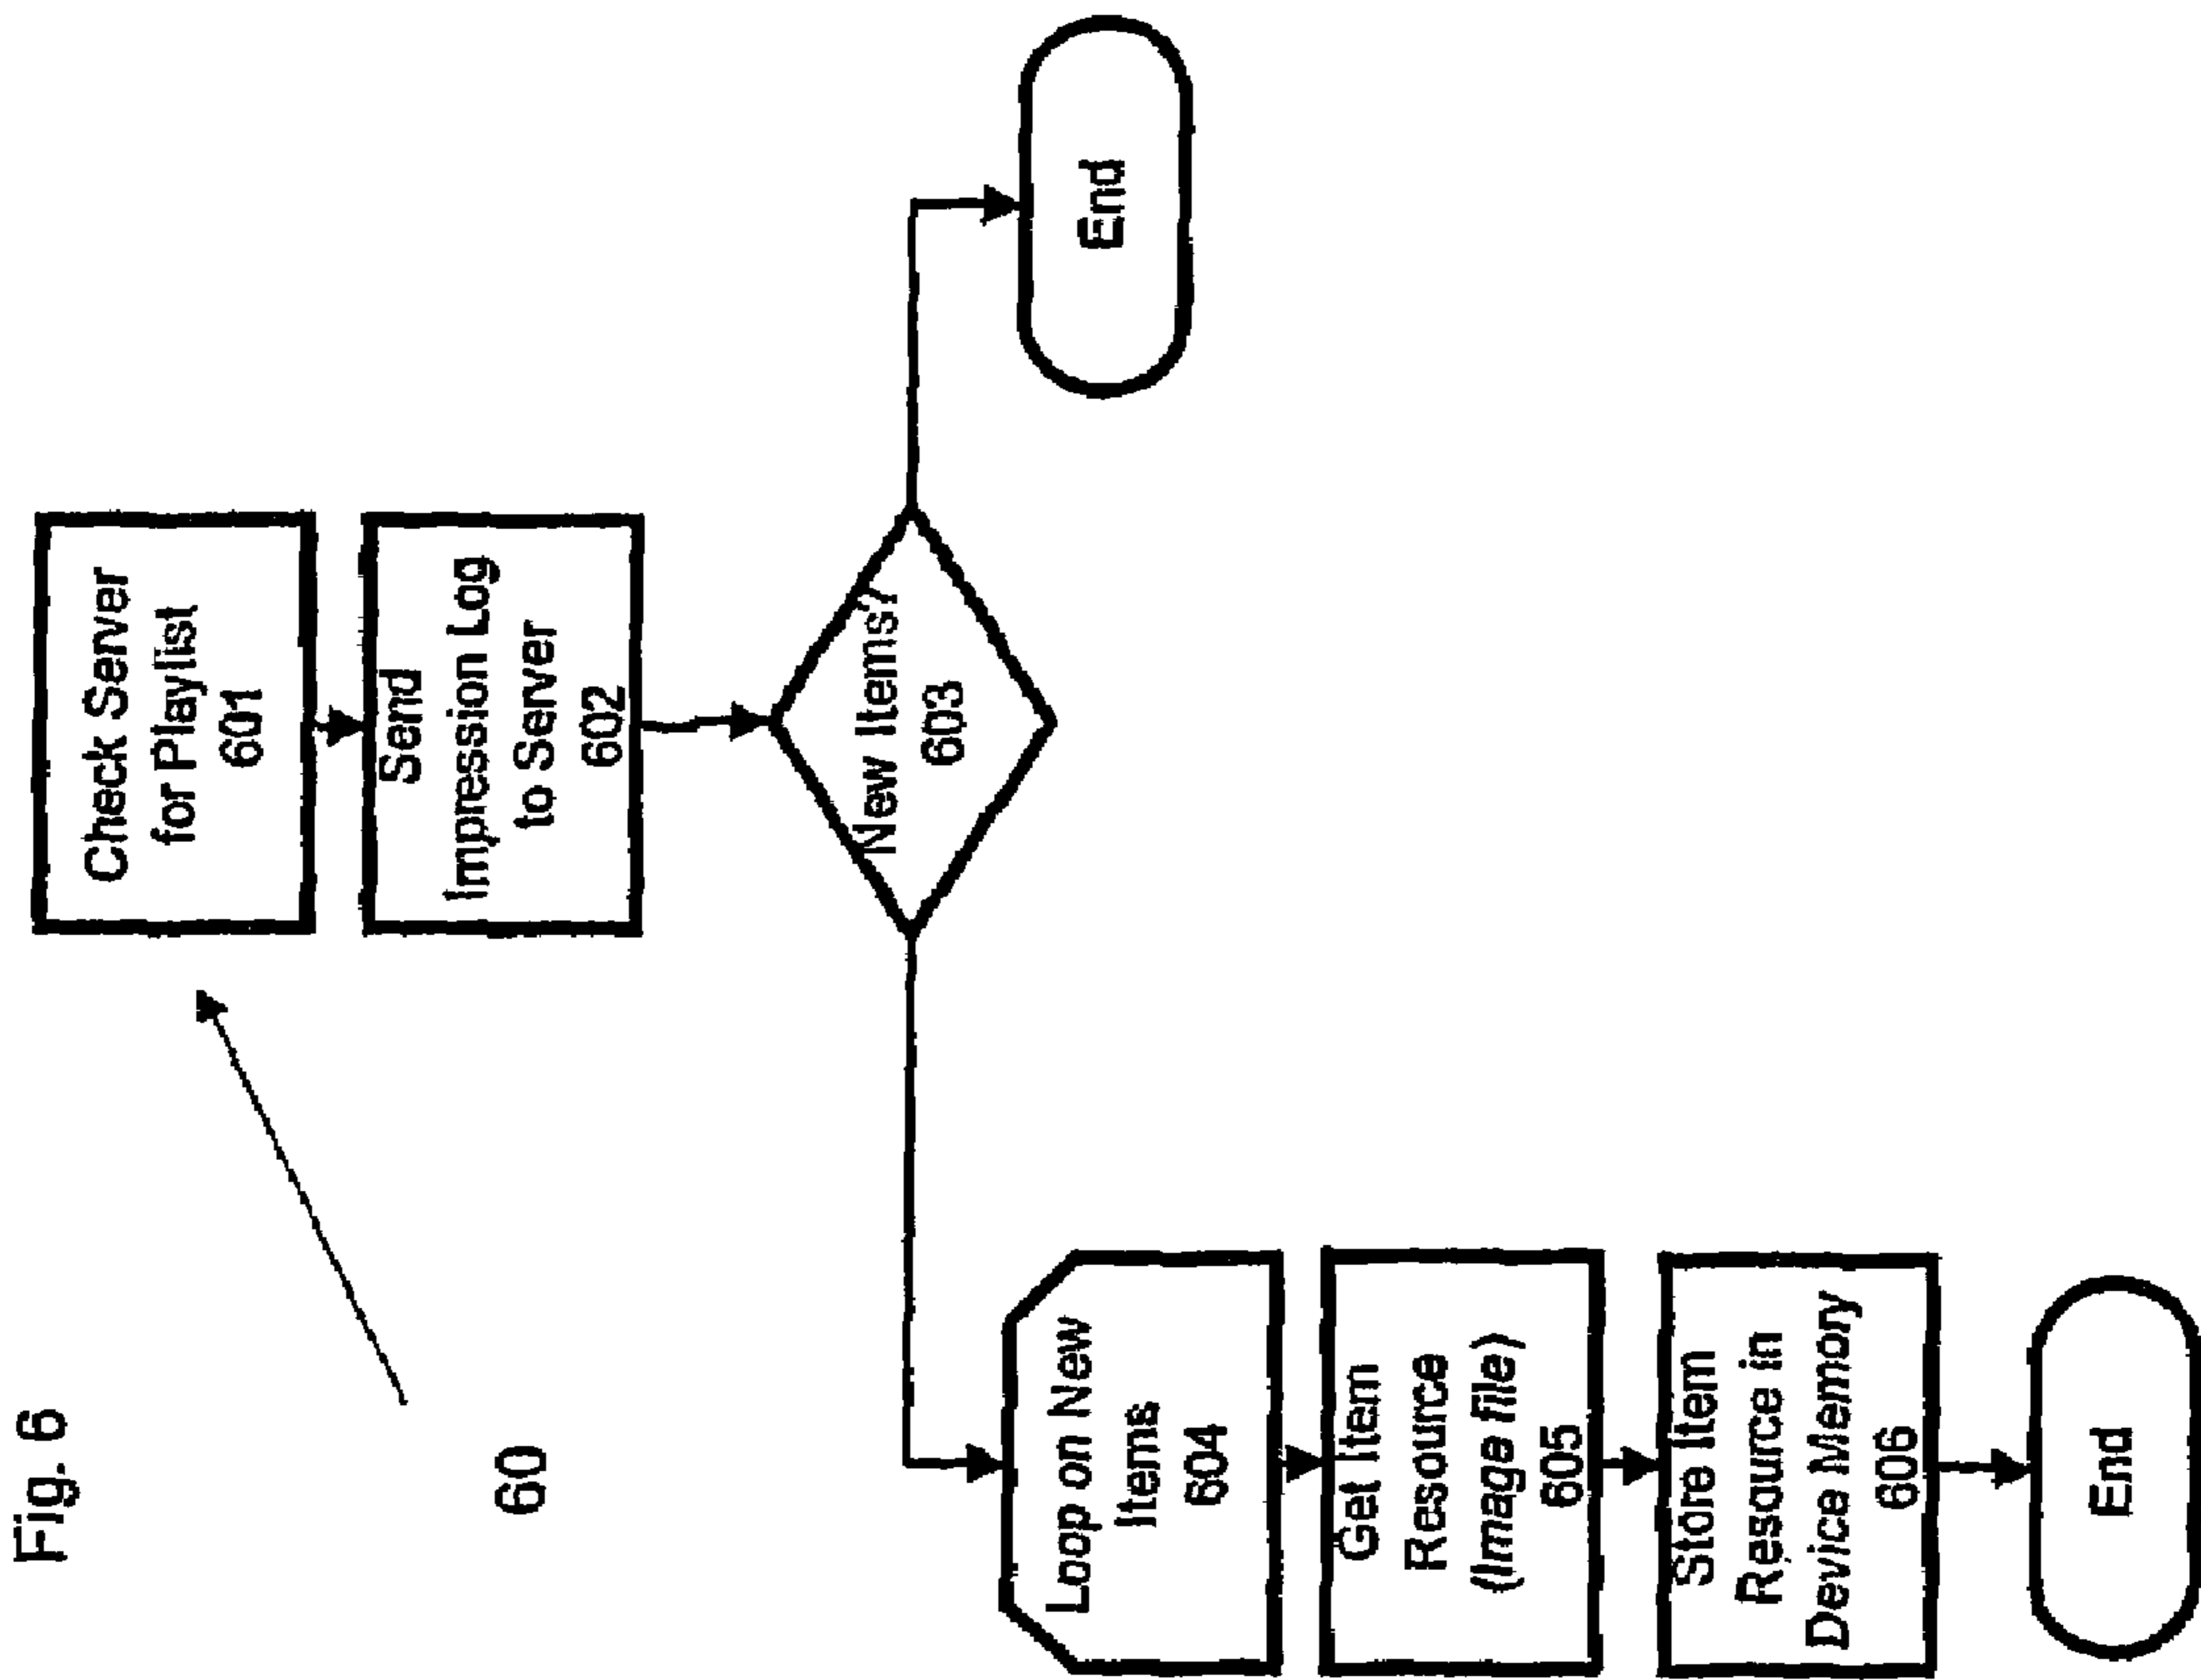 Fig. 6
60
Check Server
for Playlist
601
Send
Impression Log
to Server
602
New Items?
603
End
Loop on New
Items
604
Get Item
Resource
(Image file)
605
Store Item
Resource in
Device Memory
606
End